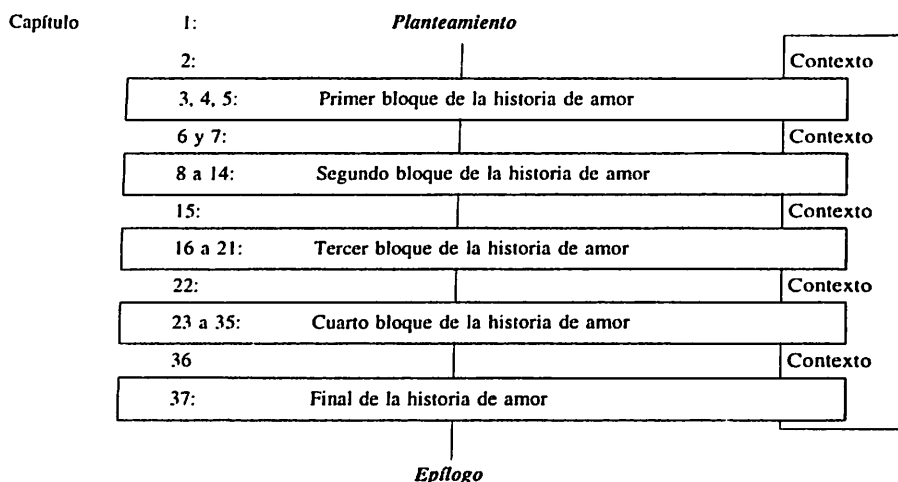 Capítulo 1: Planteamiento
2: Contexto
3, 4, 5: Primer bloque de la historia de amor
6 y 7: Contexto
8 a 14: Segundo bloque de la historia de amor
15: Contexto
16 a 21: Tercer bloque de la historia de amor
22: Contexto
23 a 35: Cuarto bloque de la historia de amor
36 Contexto
37: Final de la historia de amor
Epílogo